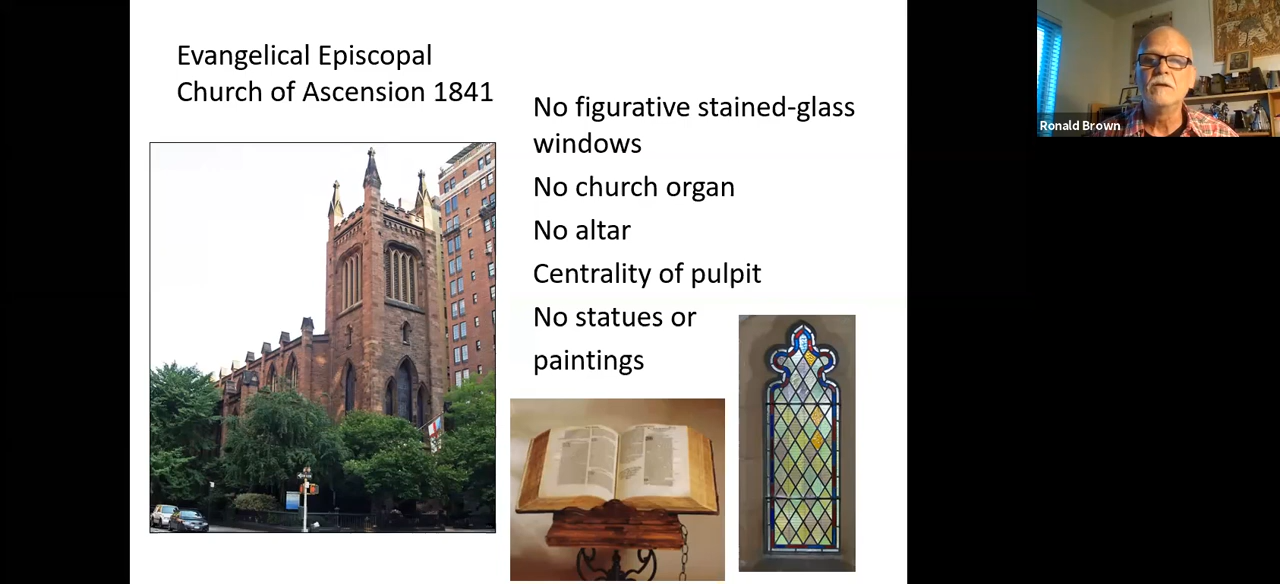 Evangelical Episcopal
Church of Ascension 1841
No figurative stained-glass
windows
No church organ
No altar
Centrality of pulpit
No statues or
paintings
Ronald Brown